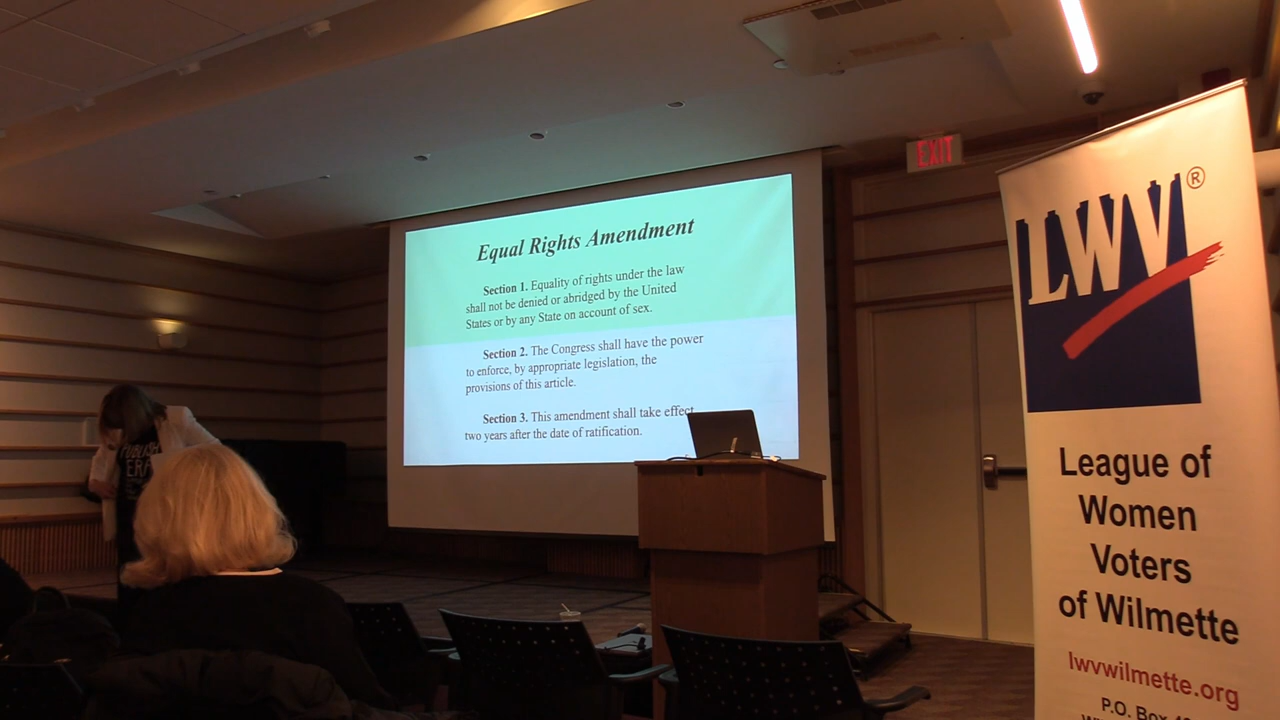 Equal Rights Amendment
Section 1. Equality of rights under the law
shall not be denied or abridged by the United
States or by any State on account of sex.
Section 2. The Congress shall have the power
to enforce, by appropriate legislation, the
provisions of this article.
Section 3. This amendment shall take effect
two years after the date of ratification.
EXIT
PUBLISH
ERA
LWV®
League of
Women
Voters
of Wilmette
lwvwilmette.org
P.O. Box